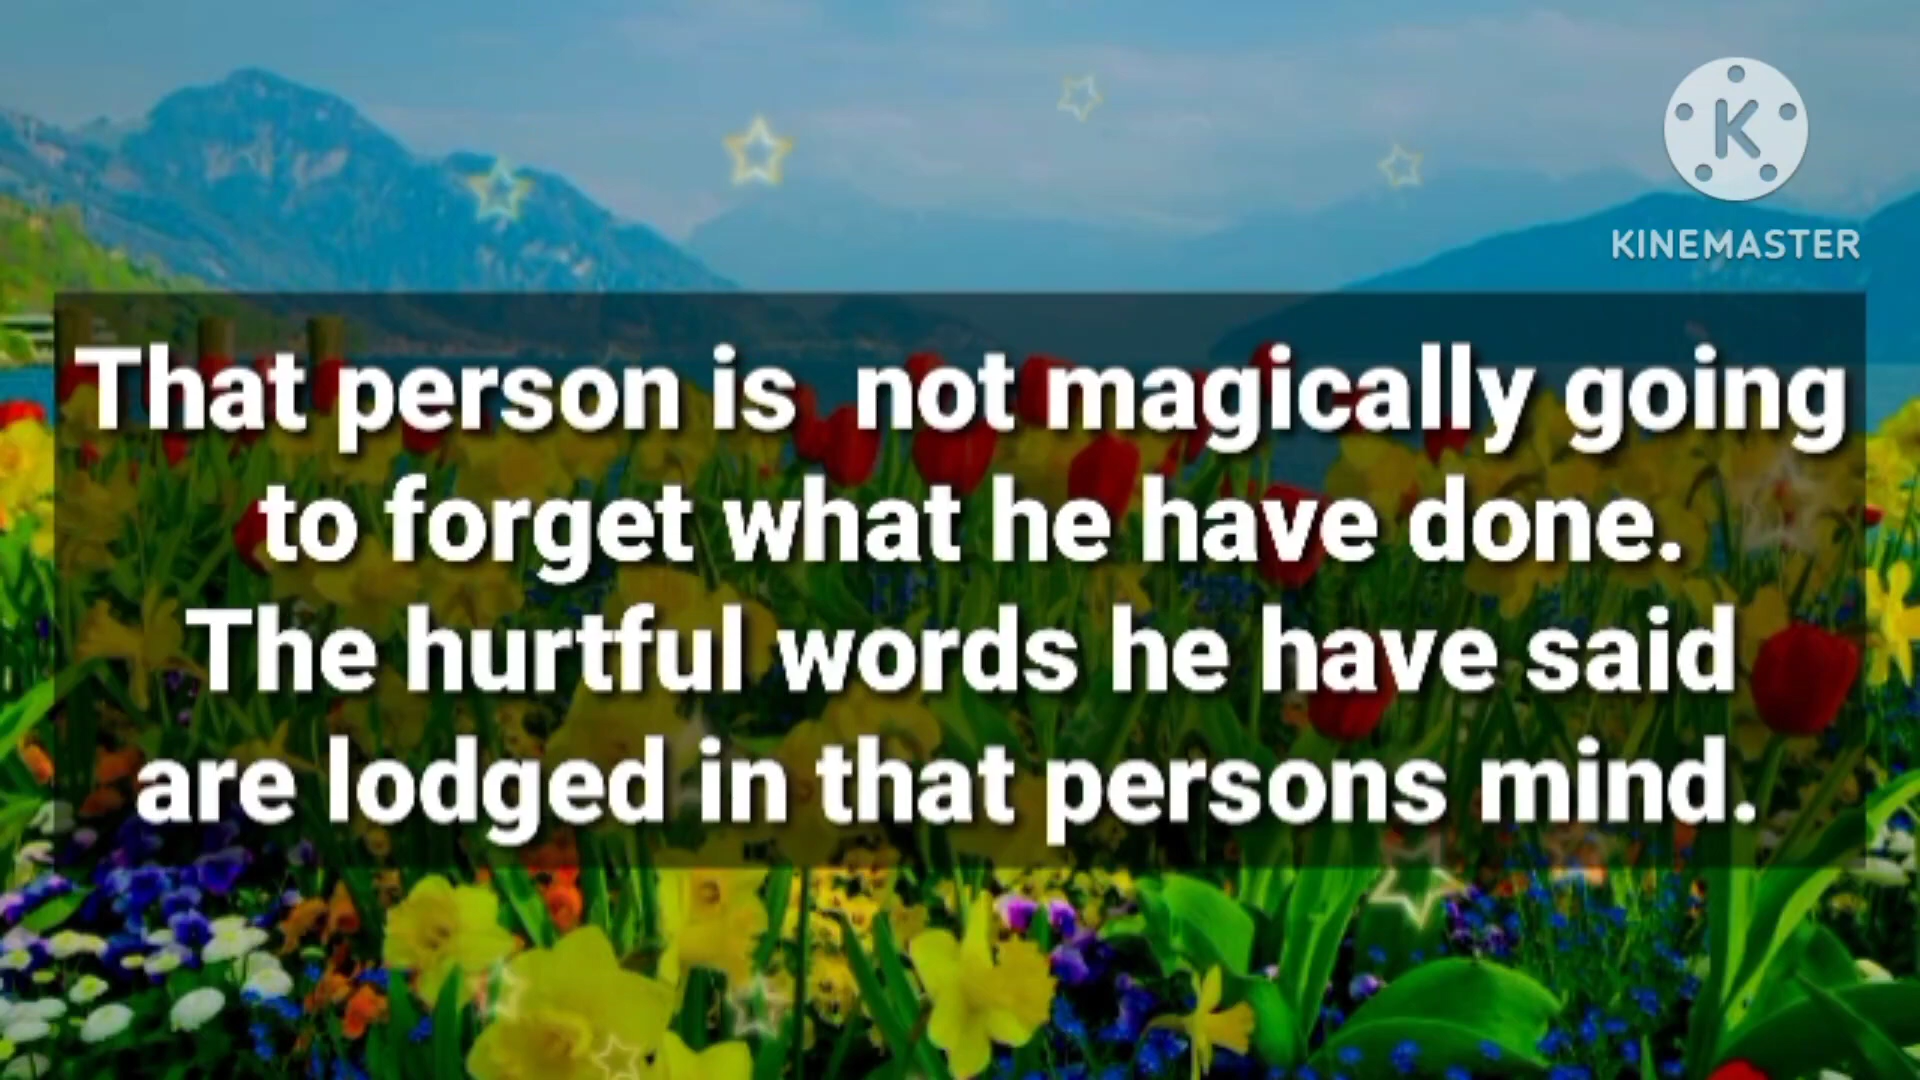 K
KINEMASTER
That person is  not magically going
to forget what he have done.
The hurtful words he have said
are lodged in that persons mind.